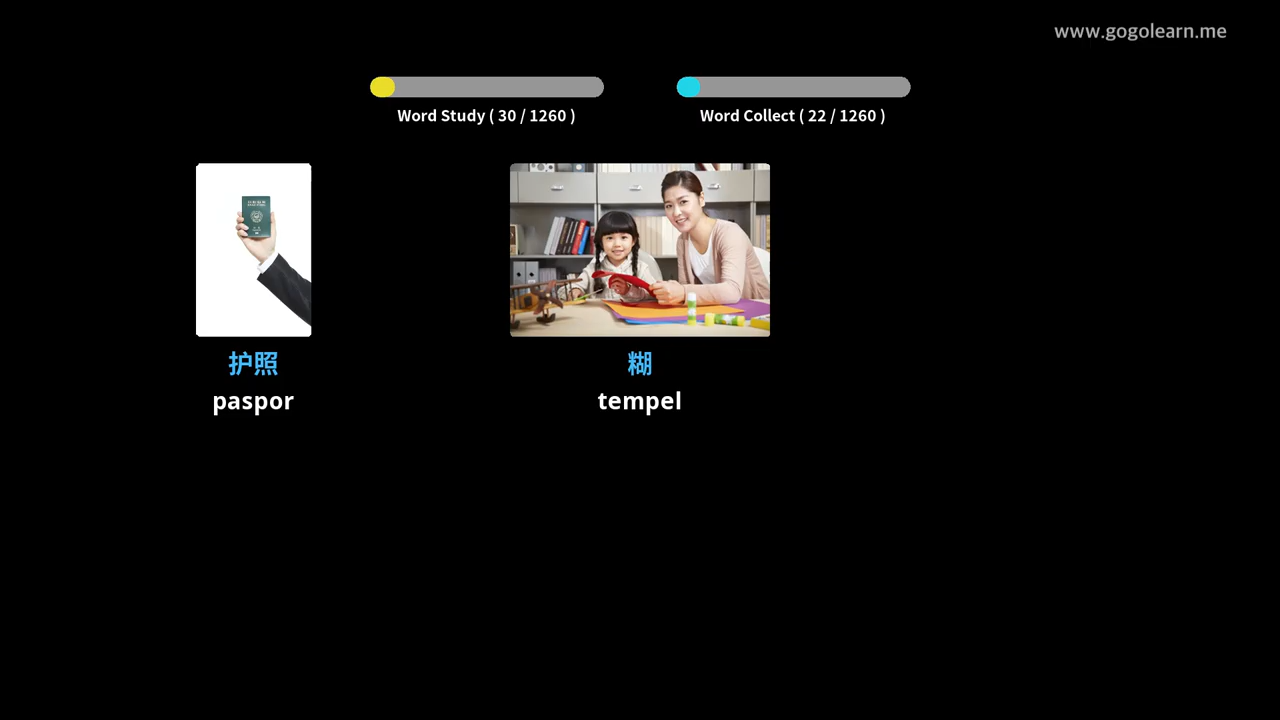 www.gogolearn.me
Word Study ( 30 / 1260 )
Word Collect ( 22 / 1260 )
护照
paspor
糊
tempel